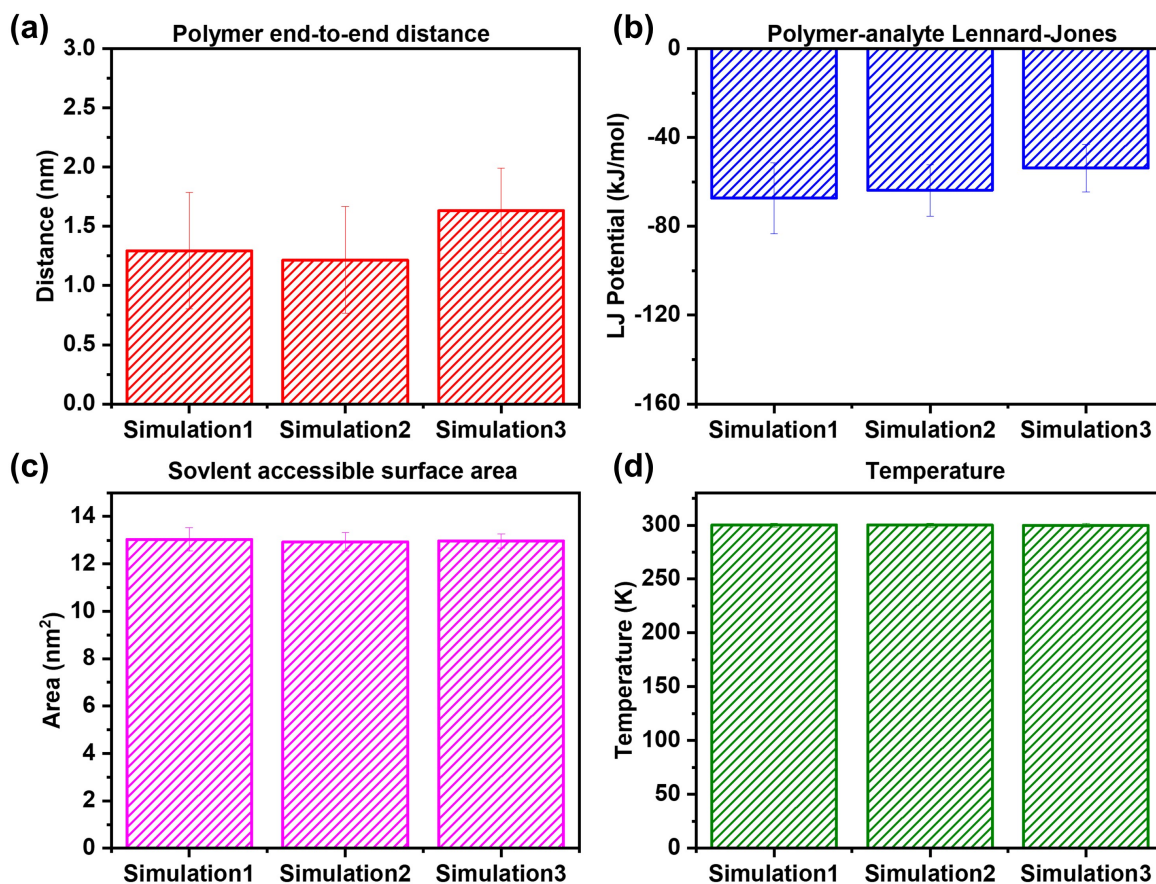 (a)
Polymer end-to-end distance
3.0
2.5
2.0
1.5
1.0
0.5
0.0
Distance (nm)
Simulation1 Simulation2 Simulation3
(b)
Polymer-analyte Lennard-Jones
0
-40
-80
-120
-160
LJ Potential (kJ/mol)
Simulation1 Simulation2 Simulation3
(c)
Sovlent accessible surface area
14
12
10
8
6
4
2
0
Area (nm²)
Simulation1 Simulation2 Simulation3
(d)
Temperature
300
250
200
150
100
50
0
Temperature (K)
Simulation1 Simulation2 Simulation3